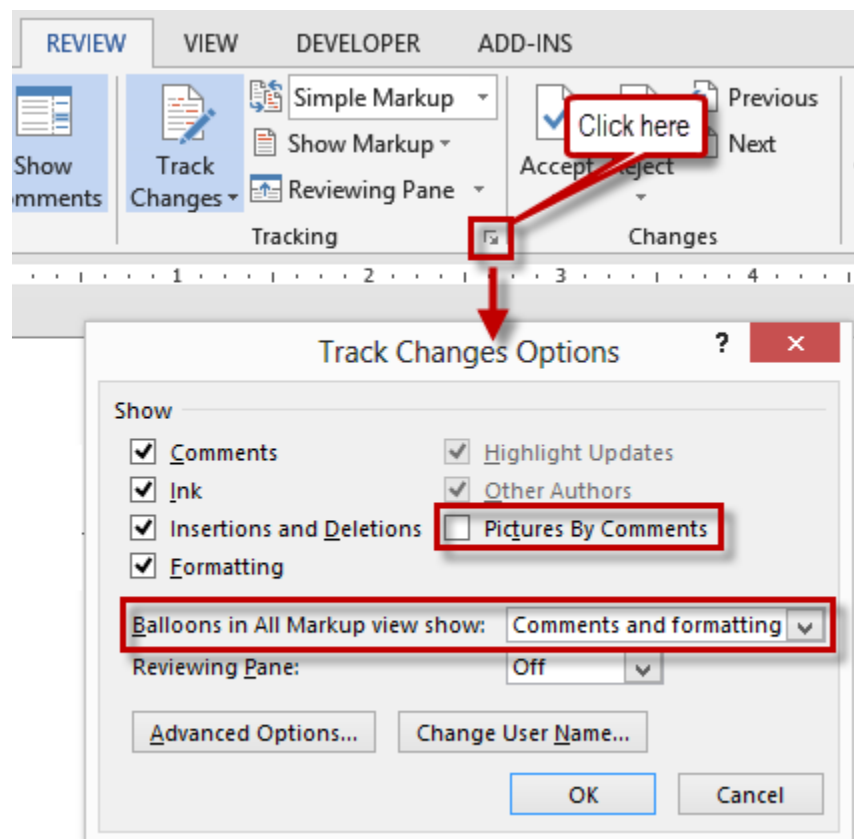 REVIEW VIEW DEVELOPER ADD-INS
Simple Markup
Previous
Click here
Show Markup
Next
Show
mments
Track
Changes
Accept
Reject
Reviewing Pane
Tracking
Changes
1 2 3 4
Track Changes Options ? ×
Show
Comments
Highlight Updates
Ink
Other Authors
Insertions and Deletions
Pictures By Comments
Formatting
Balloons in All Markup view show: Comments and formatting
Reviewing Pane: Off
Advanced Options... Change User Name...
OK Cancel